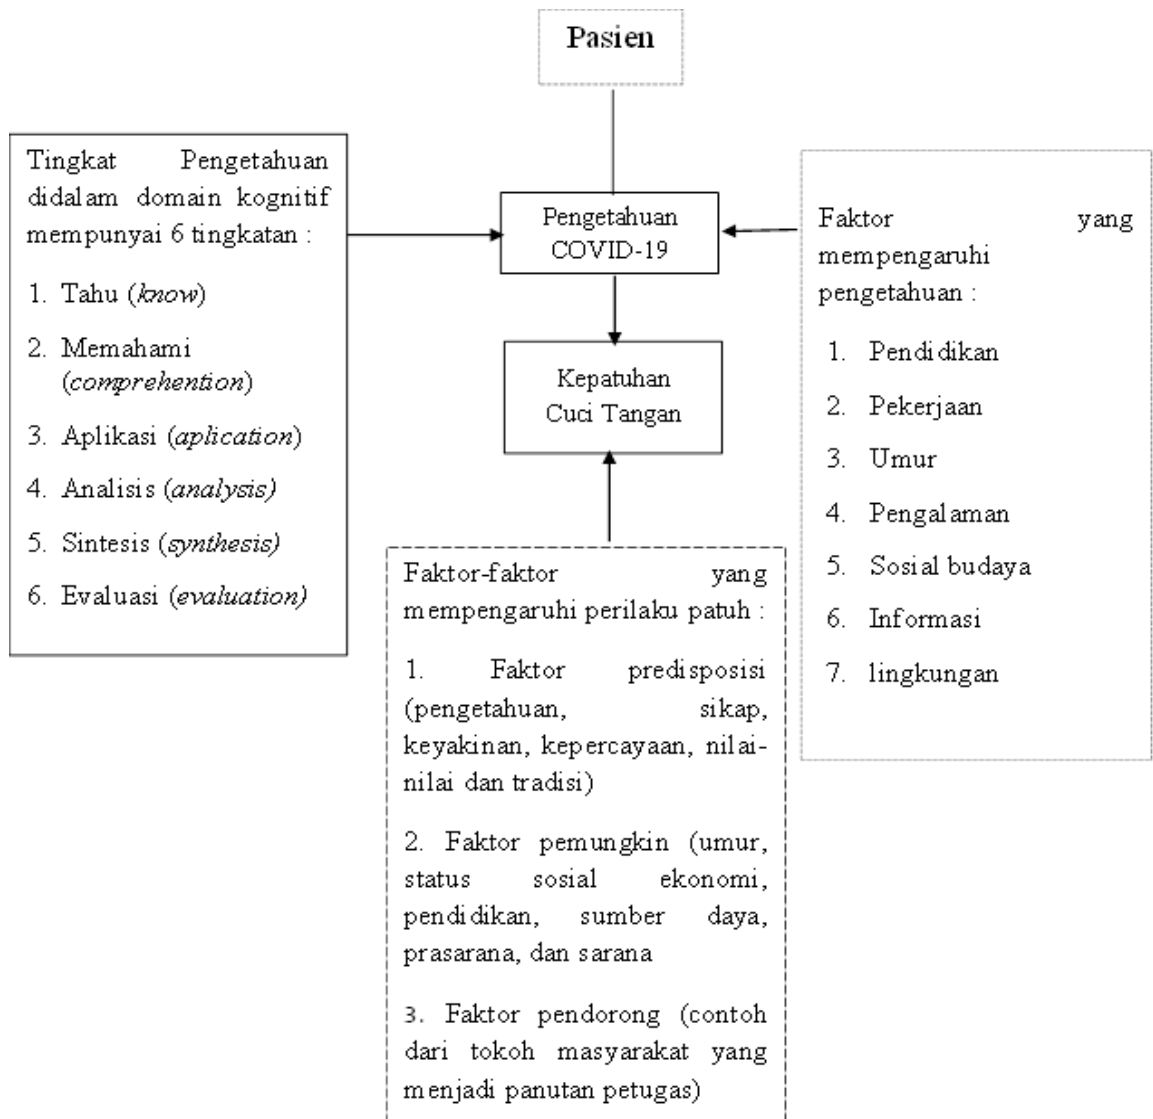 Pasien
Tingkat Pengetahuan
didalam domain kognitif
mempunyai 6 tingkatan :
1. Tahu (know)
2. Memahami
(comprehention)
3. Aplikasi (aplication)
4. Analisis (analysis)
5. Sintesis (synthesis)
6. Evaluasi (evaluation)
Pengetahuan
COVID-19
Kepatuhan
Cuci Tangan
Faktor yang
mempengaruhi
pengetahuan :
1. Pendidikan
2. Pekerjaan
3. Umur
4. Pengalaman
5. Sosial budaya
6. Informasi
7. lingkungan
Faktor-faktor yang
mempengaruhi perilaku patuh :
1. Faktor predisposisi
(pengetahuan, sikap,
keyakinan, kepercayaan, nilai-
nilai dan tradisi)
2. Faktor pemungkin (umur,
status sosial ekonomi,
pendidikan, sumber daya,
prasarana, dan sarana
3. Faktor pendorong (contoh
dari tokoh masyarakat yang
menjadi panutan petugas)